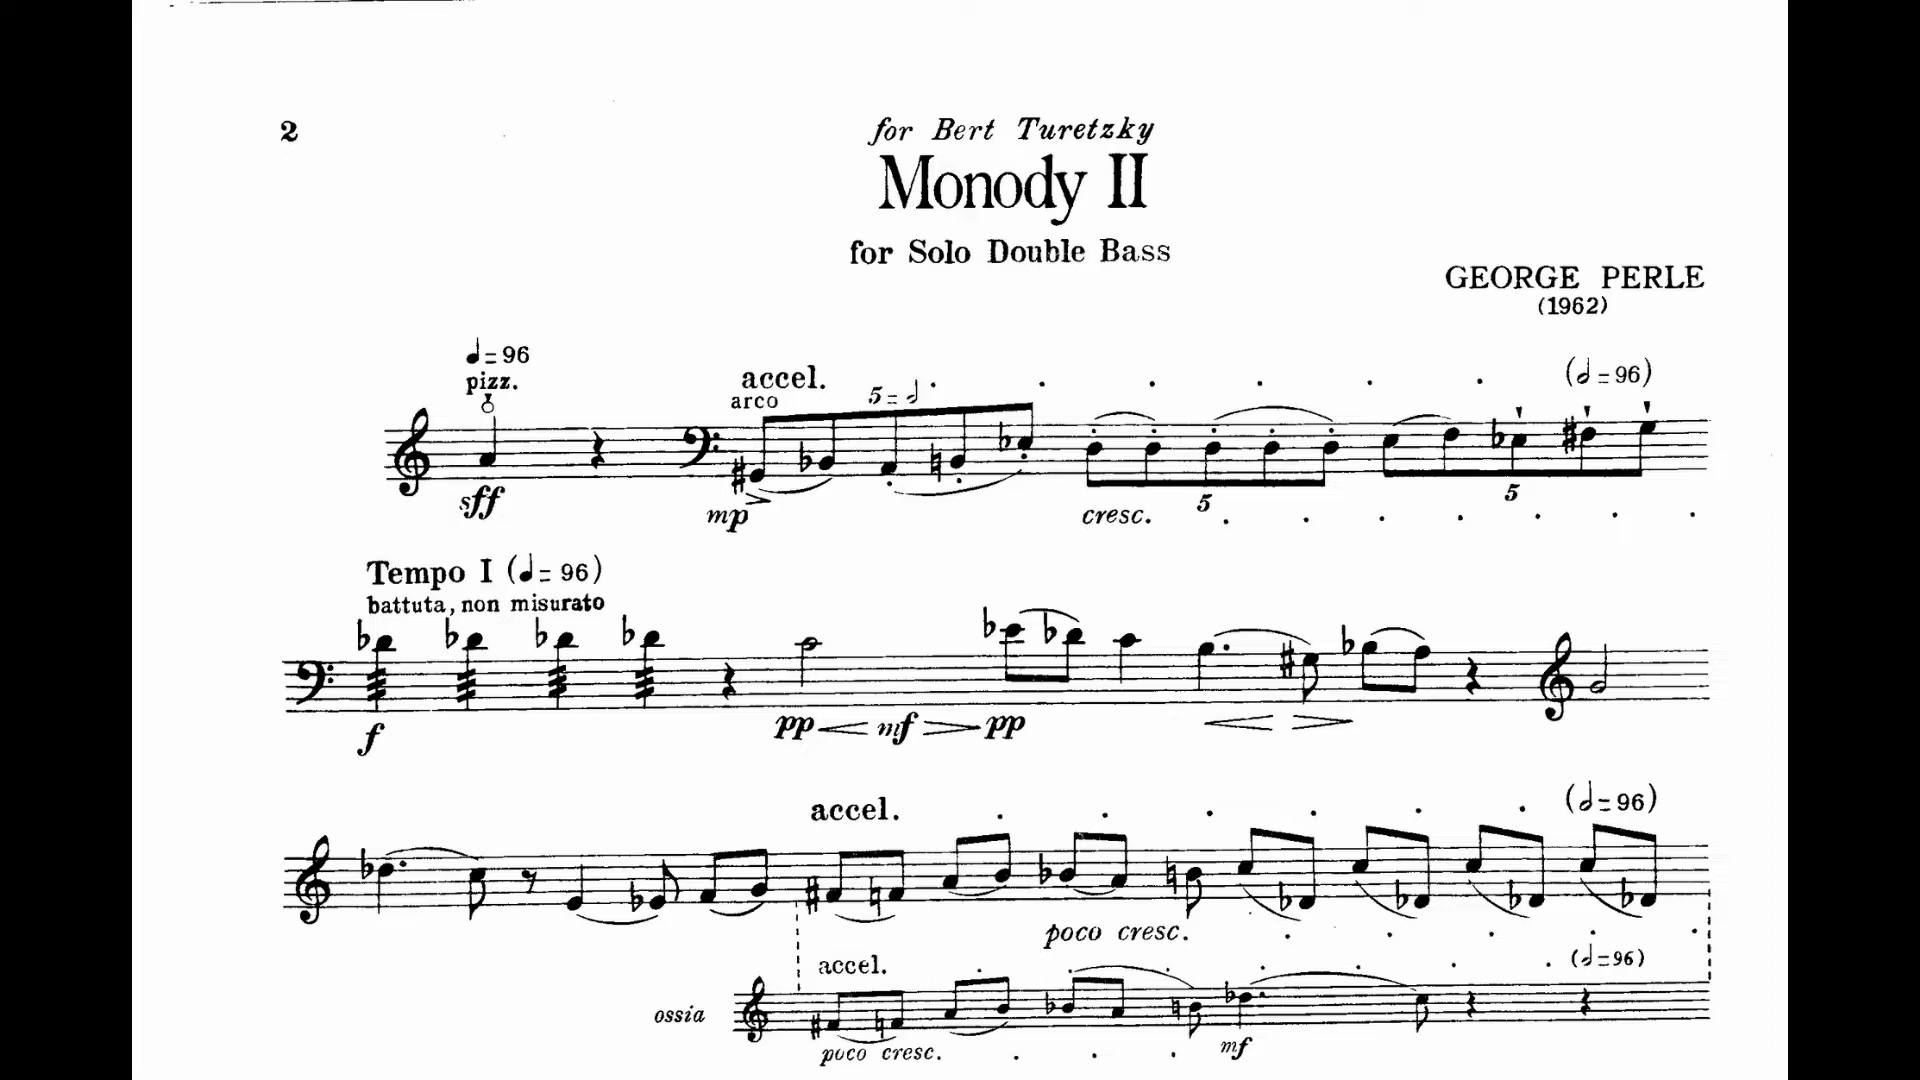 2
for Bert Turetzky
Monody II
for Solo Double Bass
GEORGE PERLE
(1962)
♩ = 96
pizz.
accel. . . . . . . (𝅗𝅥 = 96)
arco 5 = 𝅗𝅥
sff mp cresc. . . . . . . .
5 5
Tempo I (♩ = 96)
battuta, non misurato
f pp mf pp
accel. . . . . . . (𝅗𝅥 = 96)
poco cresc. . . . . .
accel. . . . . . . (𝅗𝅥 = 96)
ossia
poco cresc. . . . mf